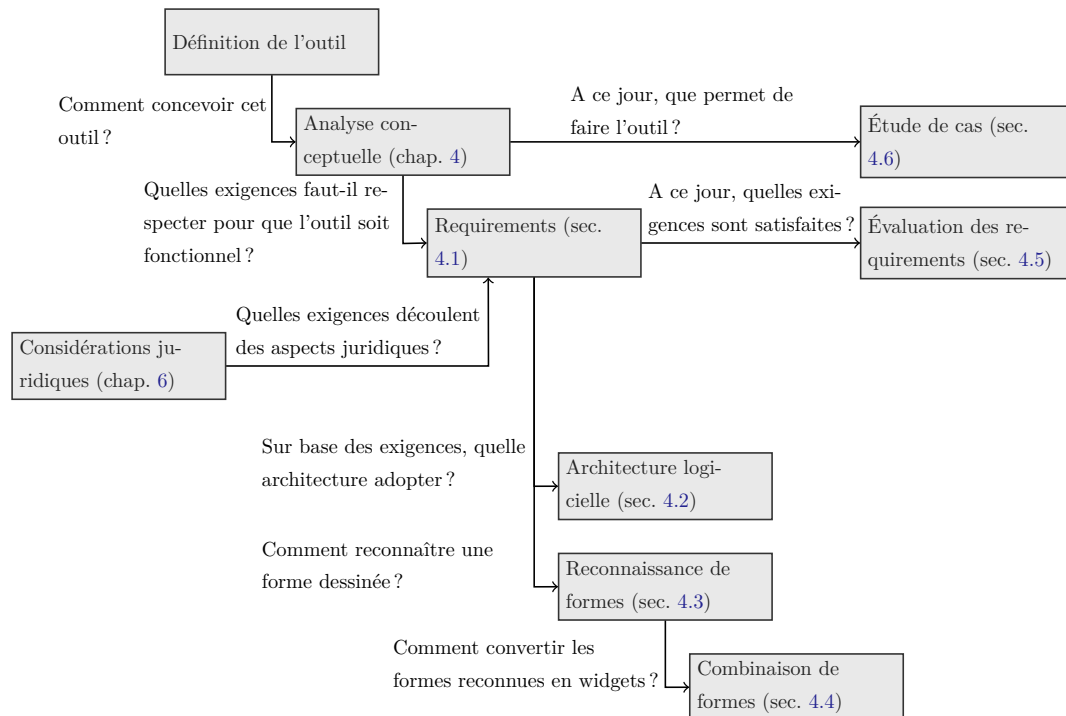 Définition de l'outil
Comment concevoir cet
outil ?
Analyse con-
ceptuelle (chap. 4)
A ce jour, que permet de
faire l'outil ?
Étude de cas (sec.
4.6)
Quelles exigences faut-il re-
specter pour que l'outil soit
fonctionnel ?
Requirements (sec.
4.1)
A ce jour, quelles exi-
gences sont satisfaites ?
Évaluation des re-
quirements (sec. 4.5)
Considérations ju-
ridiques (chap. 6)
Quelles exigences découlent
des aspects juridiques ?
Sur base des exigences, quelle
architecture adopter ?
Architecture logi-
cielle (sec. 4.2)
Comment reconnaître une
forme dessinée ?
Reconnaissance de
formes (sec. 4.3)
Comment convertir les
formes reconnues en widgets ?
Combinaison de
formes (sec. 4.4)